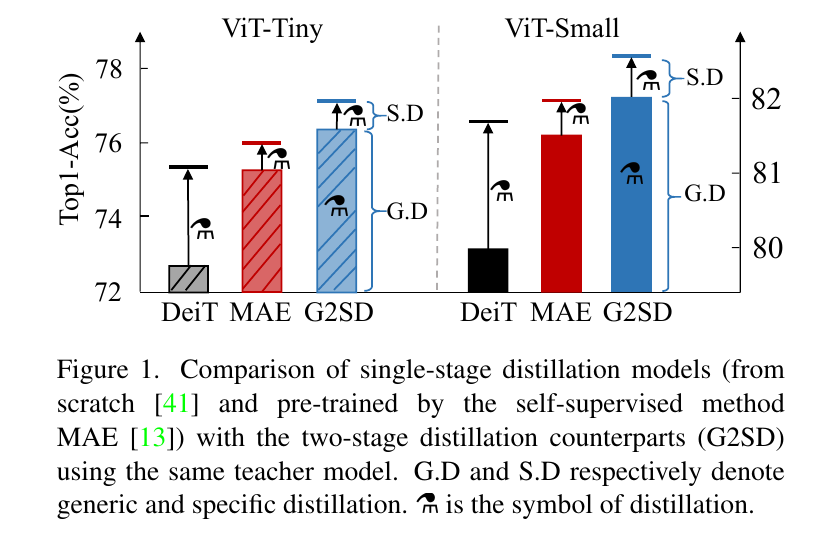 ViT-Tiny
ViT-Small
Top1-Acc(%)
78
76
74
72
S.D
G.D
S.D
G.D
82
81
80
DeiT MAE G2SD
DeiT MAE G2SD
Figure 1. Comparison of single-stage distillation models (from
scratch [41] and pre-trained by the self-supervised method
MAE [13]) with the two-stage distillation counterparts (G2SD)
using the same teacher model. G.D and S.D respectively denote
generic and specific distillation. ⚗ is the symbol of distillation.